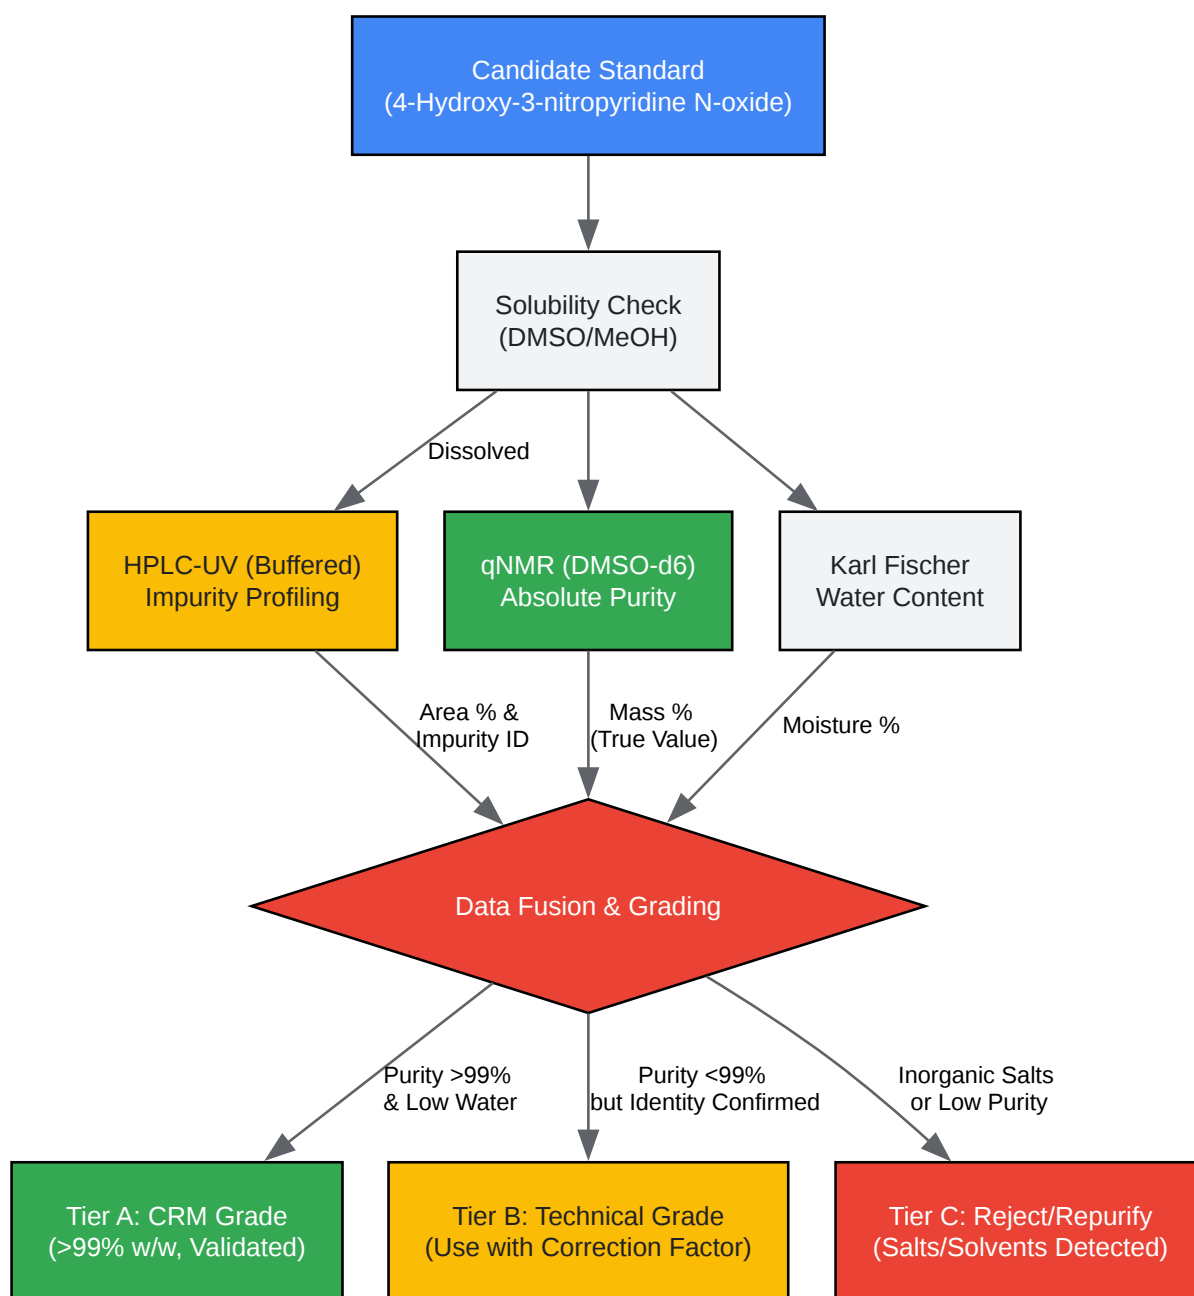 Candidate Standard
(4-Hydroxy-3-nitropyridine N-oxide)
Solubility Check
(DMSO/MeOH)
Dissolved
HPLC-UV (Buffered)
Impurity Profiling
qNMR (DMSO-d6)
Absolute Purity
Karl Fischer
Water Content
Area % &
Impurity ID
Mass %
(True Value)
Moisture %
Data Fusion & Grading
Purity >99%
& Low Water
Purity <99%
but Identity Confirmed
Inorganic Salts
or Low Purity
Tier A: CRM Grade
(>99% w/w, Validated)
Tier B: Technical Grade
(Use with Correction Factor)
Tier C: Reject/Repurify
(Salts/Solvents Detected)